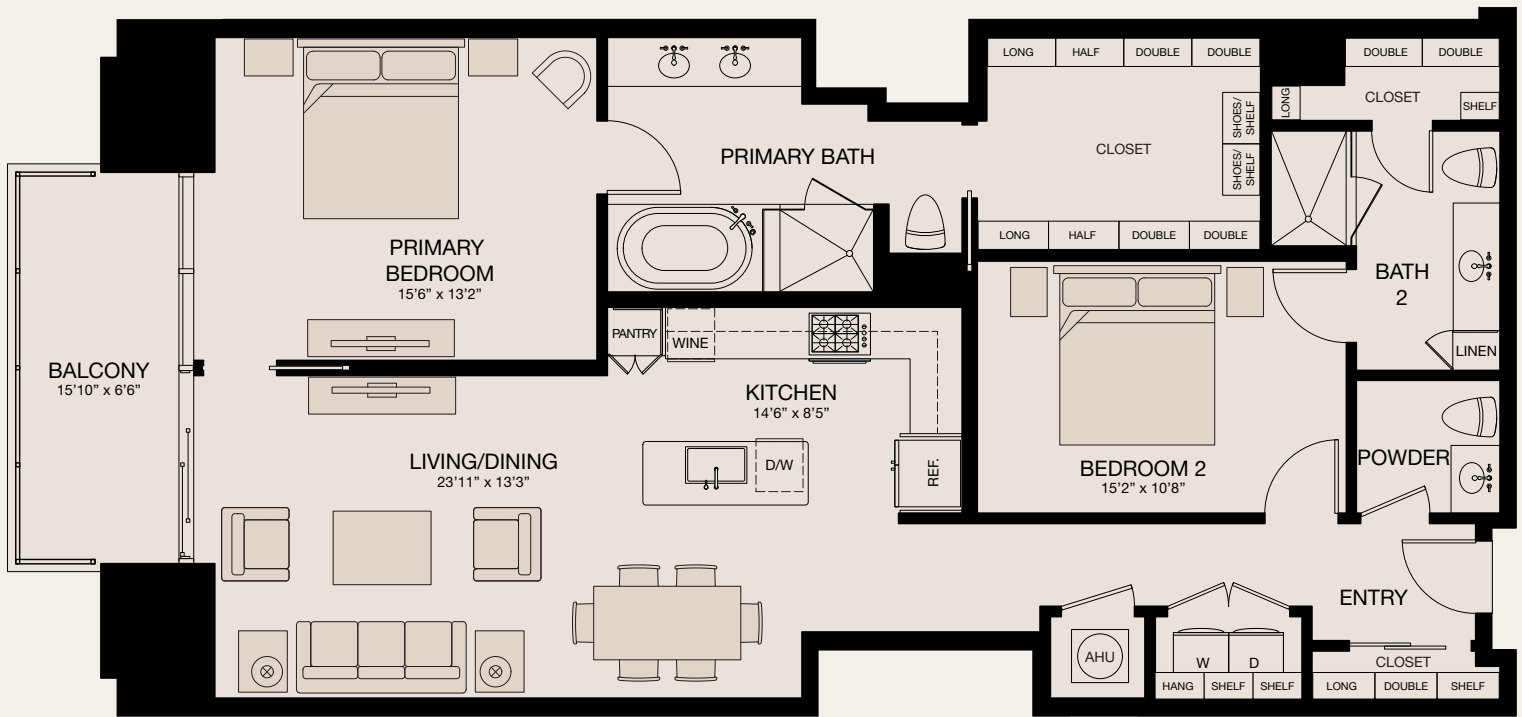 LONG HALF DOUBLE DOUBLE
DOUBLE DOUBLE
CLOSET
LONG
SHELF
SHOES/
SHELF
SHOES/
SHELF
CLOSET
PRIMARY BATH
LONG HALF DOUBLE DOUBLE
PRIMARY
BEDROOM
15'6” x 13'2”
BATH
2
LINEN
PANTRY
WINE
BALCONY
15'10” x 6'6”
KITCHEN
14'6” x 8'5”
D/W
REF.
LIVING/DINING
23'11” x 13'3”
BEDROOM 2
15'2” x 10'8”
POWDER
ENTRY
AHU
W D
HANG SHELF SHELF
CLOSET
LONG DOUBLE SHELF